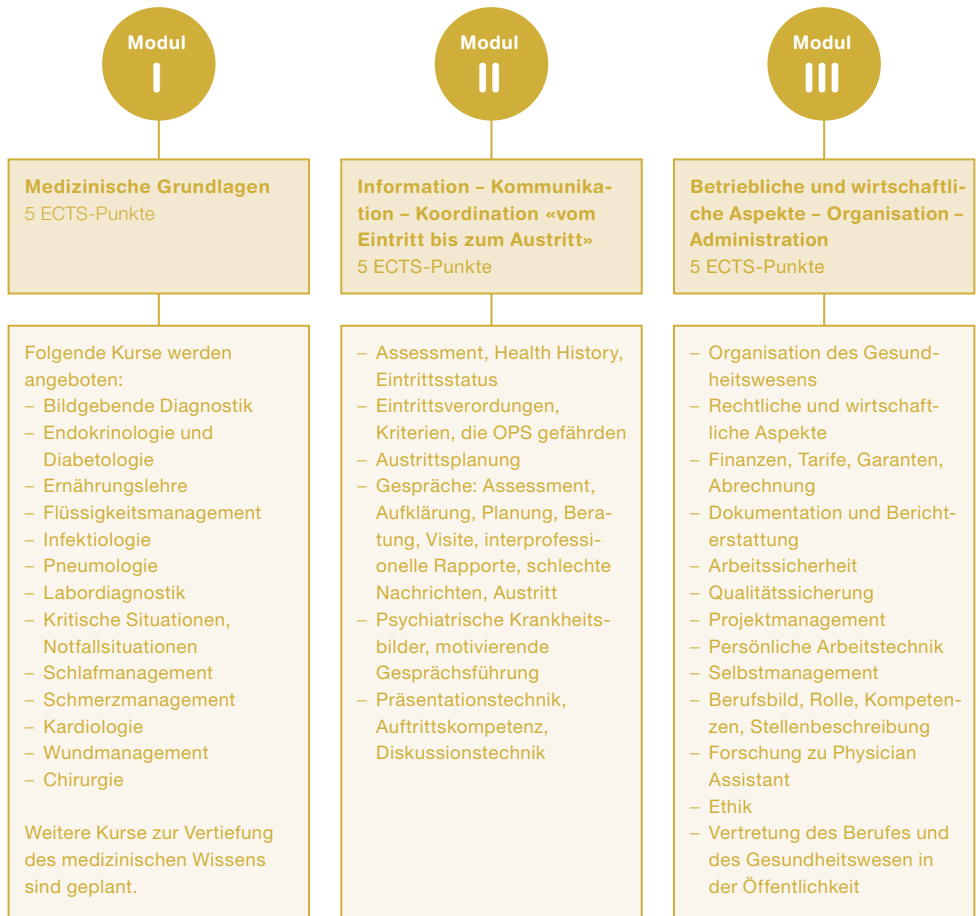 Modul
I
Medizinische Grundlagen
5 ECTS-Punkte
Folgende Kurse werden
angeboten:
– Bildgebende Diagnostik
– Endokrinologie und
Diabetologie
– Ernährungslehre
– Flüssigkeitsmanagement
– Infektiologie
– Pneumologie
– Labordiagnostik
– Kritische Situationen,
Notfallsituationen
– Schlafmanagement
– Schmerzmanagement
– Kardiologie
– Wundmanagement
– Chirurgie
Weitere Kurse zur Vertiefung
des medizinischen Wissens
sind geplant.
Modul
II
Information – Kommunika-
tion – Koordination «vom
Eintritt bis zum Austritt»
5 ECTS-Punkte
– Assessment, Health History,
Eintrittsstatus
– Eintrittsverordungen,
Kriterien, die OPS gefährden
– Austrittsplanung
– Gespräche: Assessment,
Aufklärung, Planung, Bera-
tung, Visite, interprofessi-
onelle Rapporte, schlechte
Nachrichten, Austritt
– Psychiatrische Krankheits-
bilder, motivierende
Gesprächsführung
– Präsentationstechnik,
Auftrittskompetenz,
Diskussionstechnik
Modul
III
Betriebliche und wirtschaftli-
che Aspekte – Organisation –
Administration
5 ECTS-Punkte
– Organisation des Gesund-
heitswesens
– Rechtliche und wirtschaft-
liche Aspekte
– Finanzen, Tarife, Garanten,
Abrechnung
– Dokumentation und Bericht-
erstattung
– Arbeitssicherheit
– Qualitätssicherung
– Projektmanagement
– Persönliche Arbeitstechnik
– Selbstmanagement
– Berufsbild, Rolle, Kompeten-
zen, Stellenbeschreibung
– Forschung zu Physician
Assistant
– Ethik
– Vertretung des Berufes und
des Gesundheitswesen in
der Öffentlichkeit